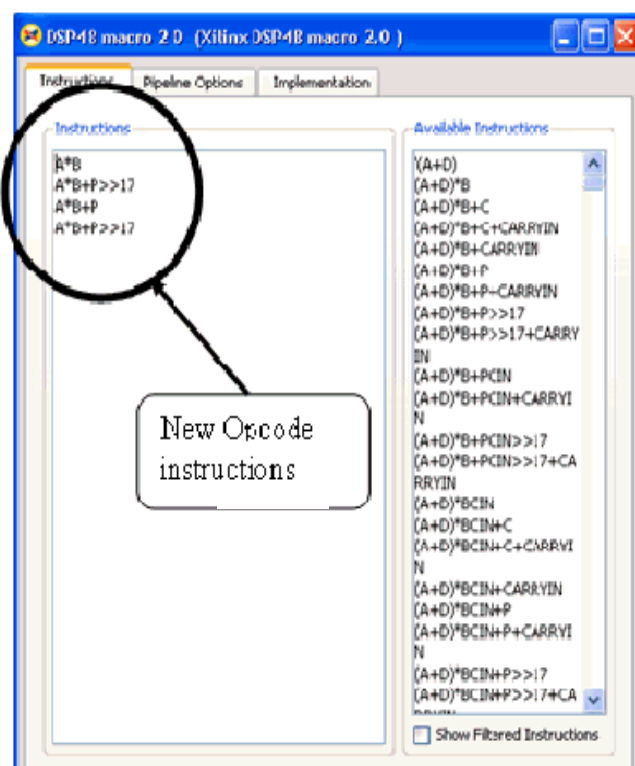 DSP48 macro 2.0 (Xilinx DSP48 macro 2.0 )
Instructions Pipeline Options Implementation
Instructions
A*B
A*B+P>>17
A*B+P
A*B+P>>17
New Opcode
instructions
Available Instructions
(A+D)
(A+D)*B
(A+D)*B+C
(A+D)*B+C+CARRYIN
(A+D)*B+CARRYIN
(A+D)*B+P
(A+D)*B+P+CARRYIN
(A+D)*B+P>>17
(A+D)*B+P>>17+CARRY
IN
(A+D)*B+PCIN
(A+D)*B+PCIN+CARRYI
N
(A+D)*B+PCIN>>17
(A+D)*B+PCIN>>17+CA
RRYIN
(A+D)*BCIN
(A+D)*BCIN+C
(A+D)*BCIN+C+CARRYI
N
(A+D)*BCIN+CARRYIN
(A+D)*BCIN+P
(A+D)*BCIN+P+CARRYI
N
(A+D)*BCIN+P>>17
(A+D)*BCIN+P>>17+CA
Show Filtered Instructions